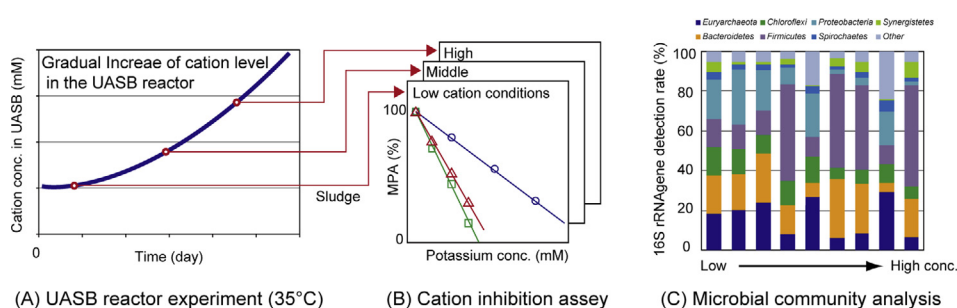 Gradual Increae of cation level
in the UASB reactor
Cation conc. in UASB (mM)
0
Time (day)
Sludge
(A) UASB reactor experiment (35°C)
High
Middle
Low cation conditions
100
MPA (%)
0
Potassium conc. (mM)
(B) Cation inhibition assey
Euryarchaeota Chloroflexi Proteobacteria Synergistetes
Bacteroidetes Firmicutes Spirochaetes Other
16S rRNAgene detection rate (%)
100
80
60
40
20
0
Low High conc.
(C) Microbial community analysis